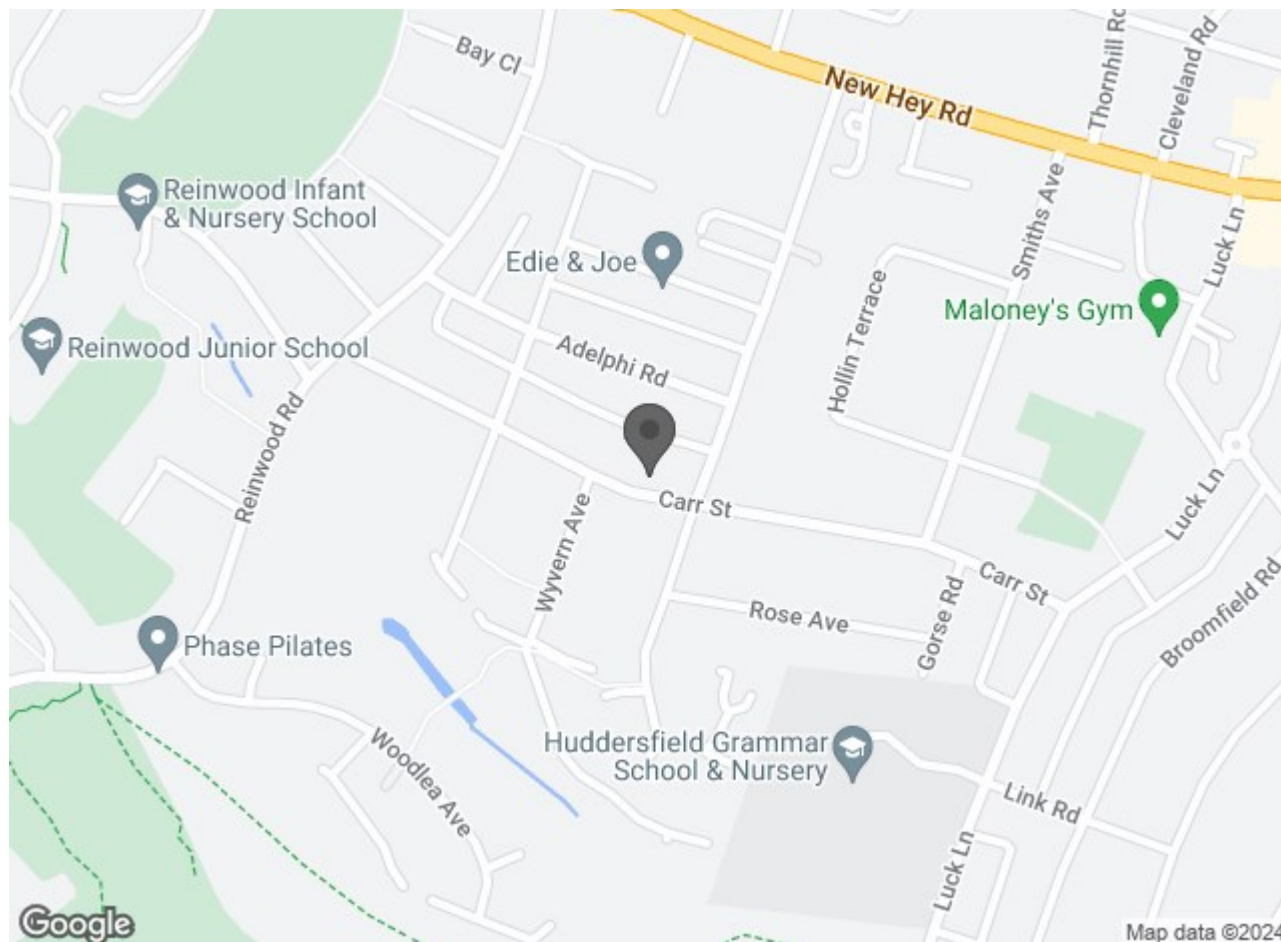 Thornhill Rd
Cleveland Rd
Bay Cl
New Hey Rd
Reinwood Infant
& Nursery School
Smiths Ave
Luck Ln
Edie & Joe
Hollin Terrace
Maloney's Gym
Reinwood Junior School
Adelphi Rd
Reinwood Rd
Carr St
Luck Ln
Wyvern Ave
Carr St
Rose Ave
Gorse Rd
Broomfield Rd
Phase Pilates
Woodlea Ave
Huddersfield Grammar
School & Nursery
Link Rd
Luck Ln
Google
Map data ©2024